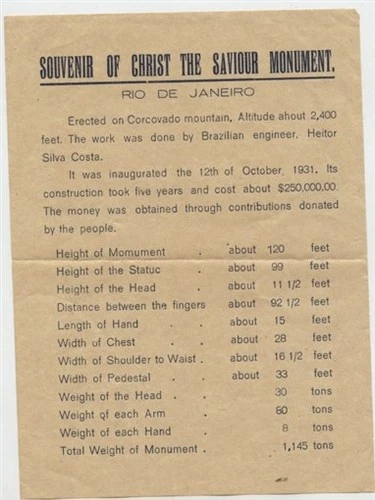 SOUVENIR OF CHRIST THE SAVIOUR MONUMENT.
RIO DE JANEIRO
Erected on Corcovado mountain, Altitude ahout 2,400
feet. The work was done by Brazilian engineer, Heitor
Silva Costa.
It was inaugurated the 12th of October, 1931. Its
construction took five years and cost about $250,000,00.
The money was obtained through contributions donated
by the people.
Height of Momument . about 120 feet
Height of the Statuc . about 99 feet
Height of the Head . about 11 1/2 feet
Distance between the fingers about 92 1/2 feet
Length of Hand . . about 15 feet
Width of Chest . . about 28 feet
Width of Shoulder to Waist . about 16 1/2 feet
Width of Pedestal . . about 33 feet
Weight of the Head . . 30 tons
Weight of each Arm . 80 tons
Weight of each Hand . 8 tons
Total Weight of Monument . 1,145 tons